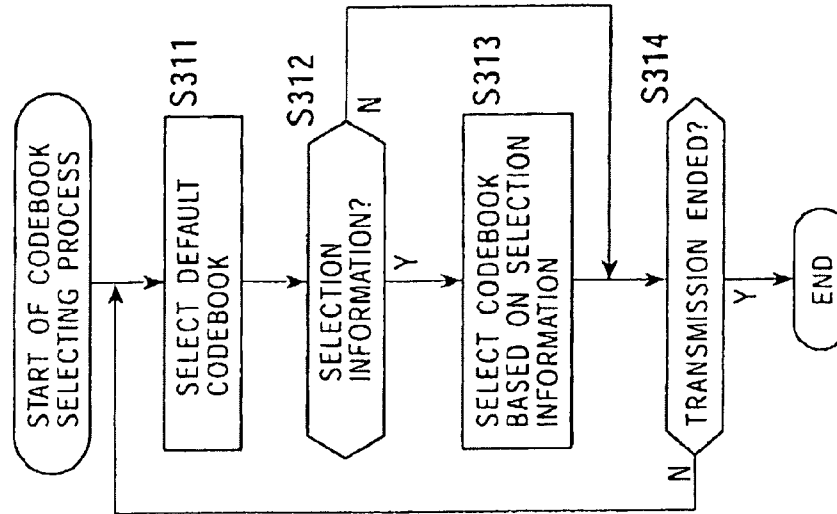 START OF CODEBOOK
SELECTING PROCESS
S311
SELECT DEFAULT
CODEBOOK
S312
SELECTION
INFORMATION?
N
Y
S313
SELECT CODEBOOK
BASED ON SELECTION
INFORMATION
S314
TRANSMISSION ENDED?
N
Y
END